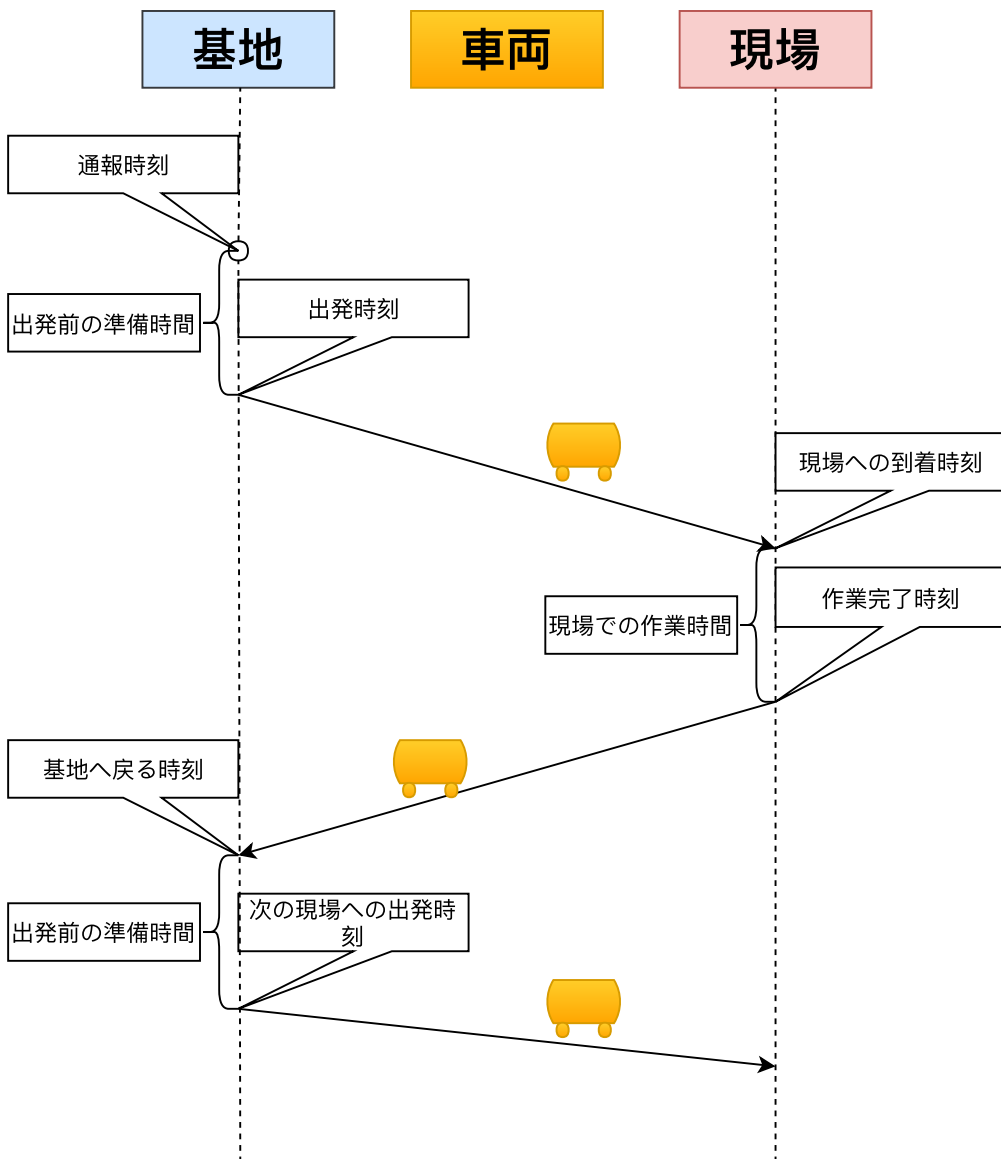 基地
車両
現場
通報時刻
出発時刻
出発前の準備時間
現場への到着時刻
作業完了時刻
現場での作業時間
基地へ戻る時刻
次の現場への出発時
刻
出発前の準備時間